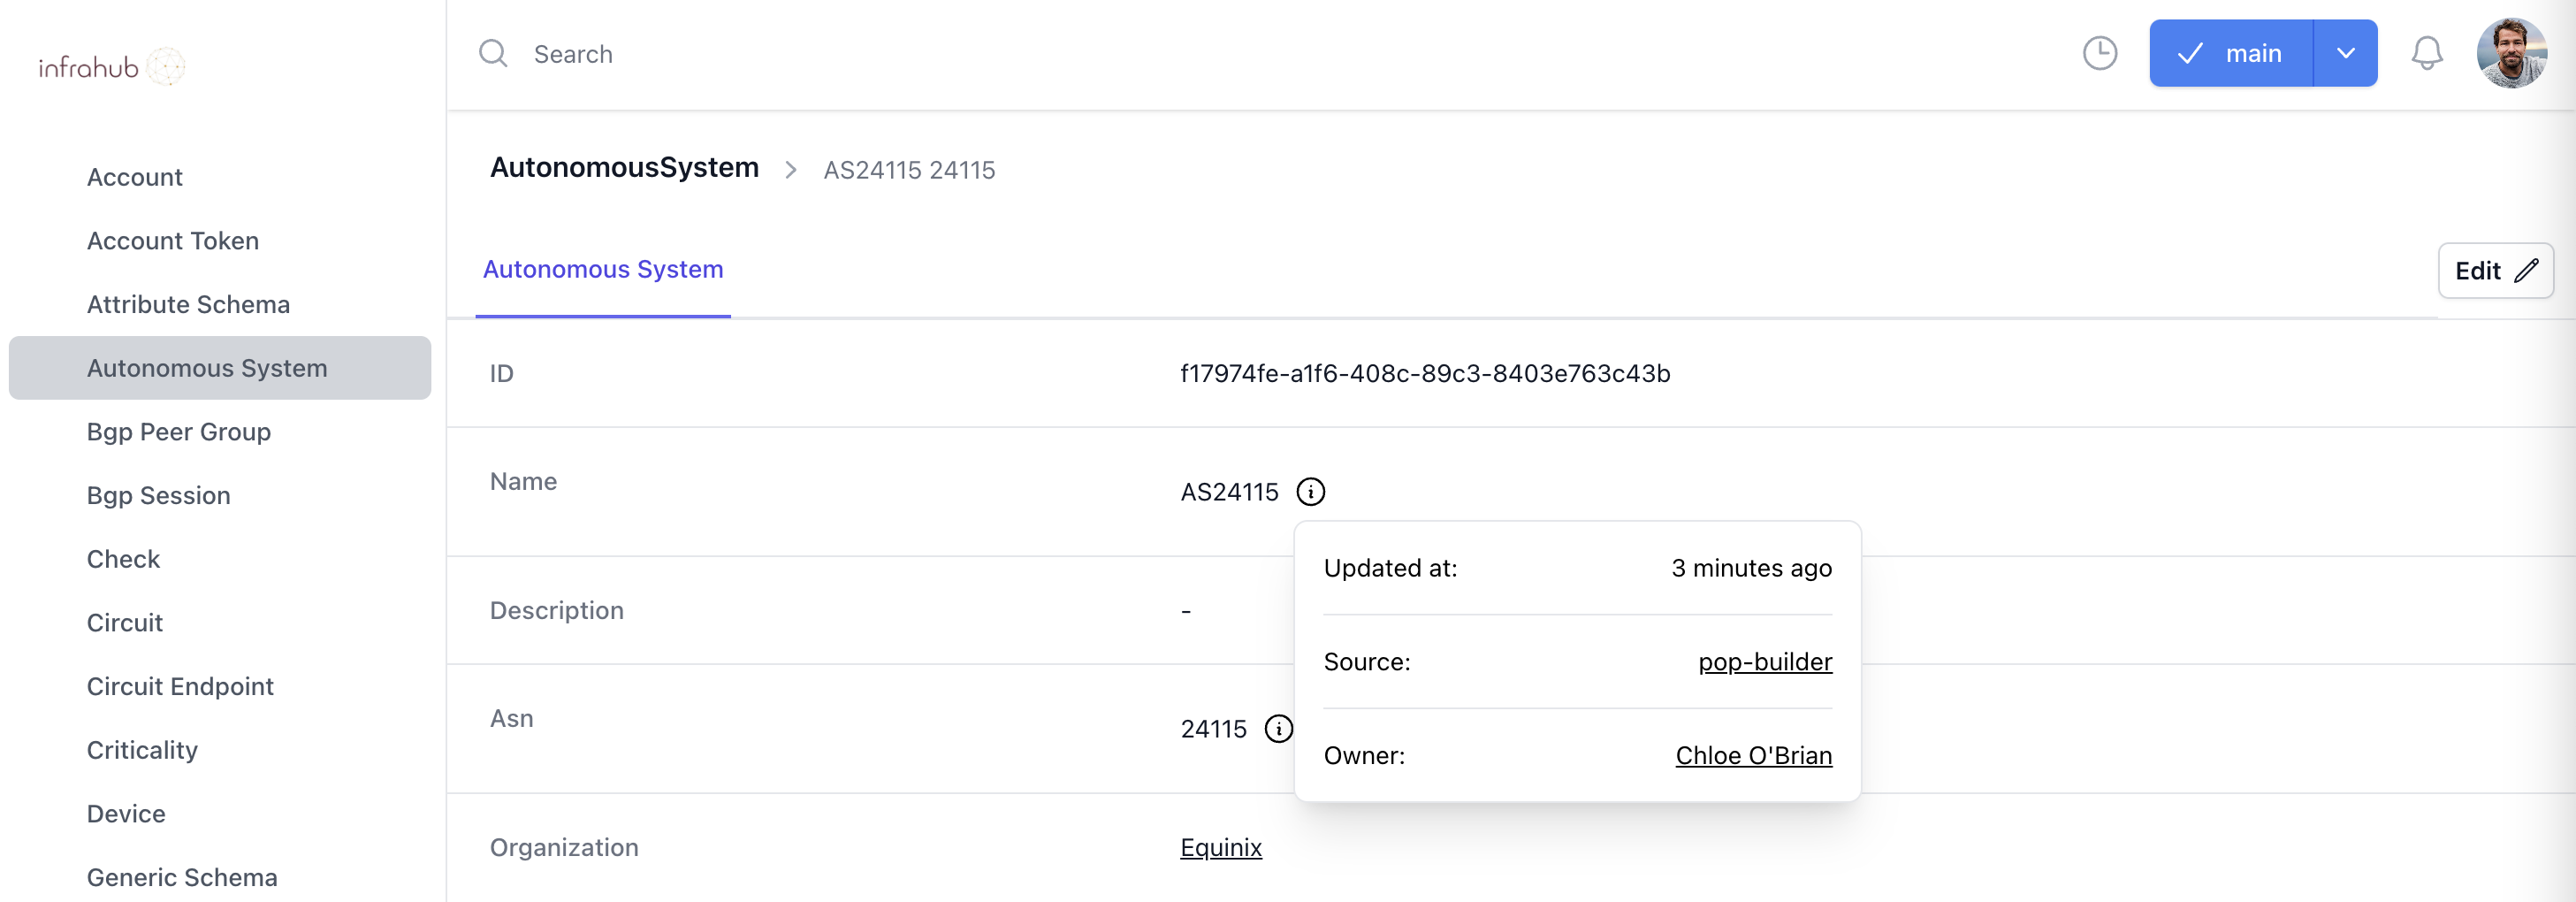 infrahub
Search
main
Account
Account Token
Attribute Schema
Autonomous System
Bgp Peer Group
Bgp Session
Check
Circuit
Circuit Endpoint
Criticality
Device
Generic Schema
AutonomousSystem > AS24115 24115
Autonomous System
Edit
ID f17974fe-a1f6-408c-89c3-8403e763c43b
Name AS24115
Updated at: 3 minutes ago
Source: pop-builder
Owner: Chloe O'Brian
Description -
Asn 24115
Organization Equinix